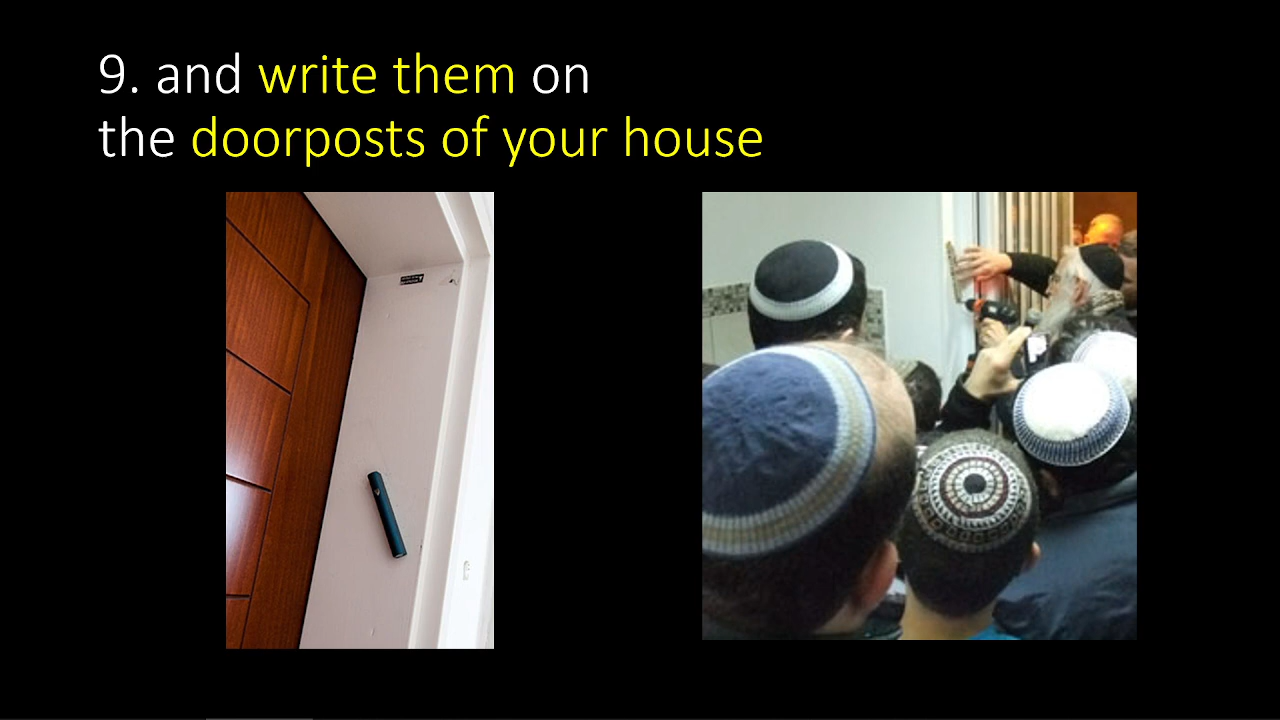 9. and write them on
the doorposts of your house